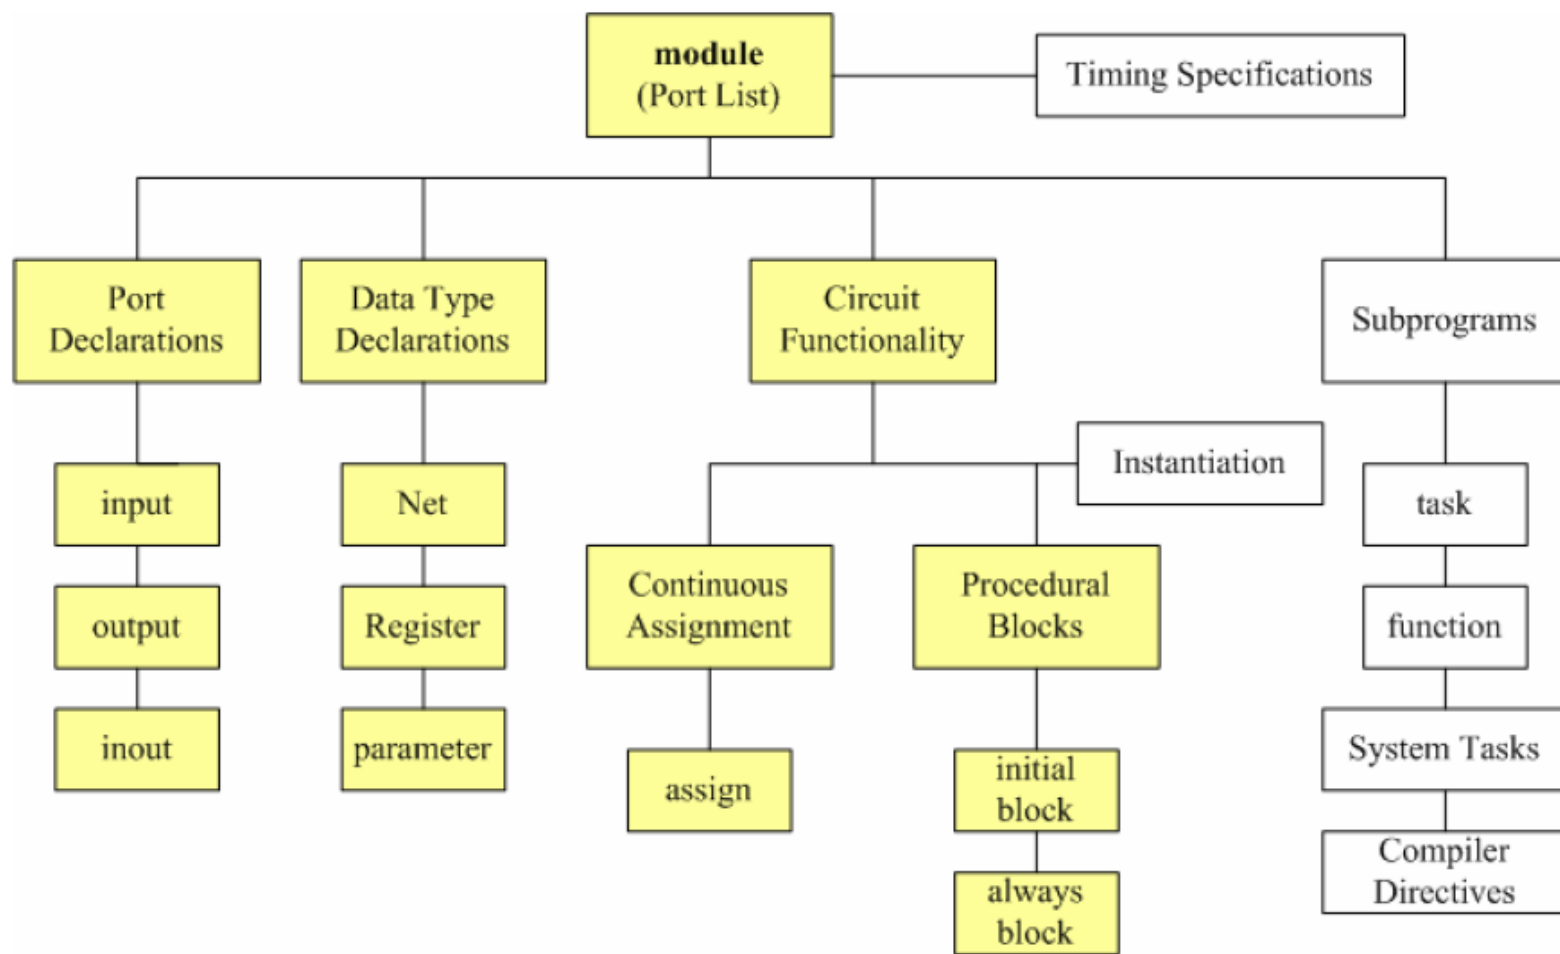 module
(Port List)
Timing Specifications
Port
Declarations
Data Type
Declarations
Circuit
Functionality
Subprograms
input
output
inout
Net
Register
parameter
Instantiation
Continuous
Assignment
assign
Procedural
Blocks
initial
block
always
block
task
function
System Tasks
Compiler
Directives